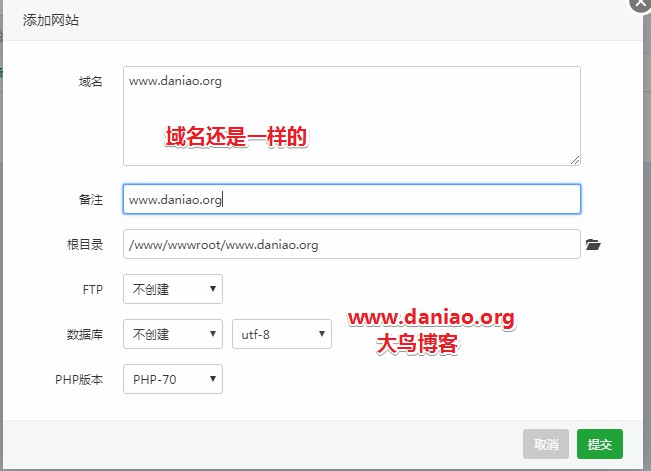 添加网站
域名
www.daniao.org
域名还是一样的
备注
www.daniao.org
根目录
/www/wwwroot/www.daniao.org
FTP
不创建
数据库
不创建
utf-8
www.daniao.org
大鸟博客
PHP版本
PHP-70
取消
提交